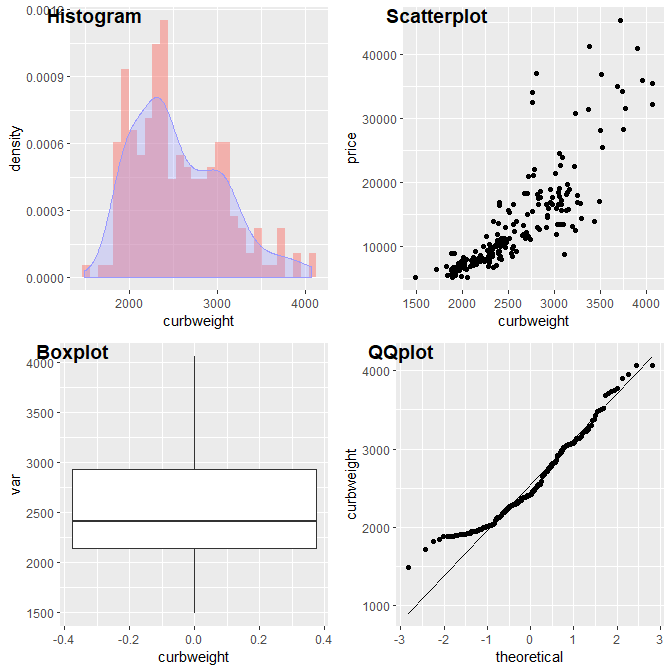 Histogram
0.0012
0.0009
0.0006
0.0003
0.0000
density
2000 3000 4000
curbweight
Scatterplot
40000
30000
20000
10000
price
1500 2000 2500 3000 3500 4000
curbweight
Boxplot
4000
3500
3000
2500
2000
1500
var
-0.4 -0.2 0.0 0.2 0.4
curbweight
QQplot
4000
3000
2000
1000
curbweight
-3 -2 -1 0 1 2 3
theoretical